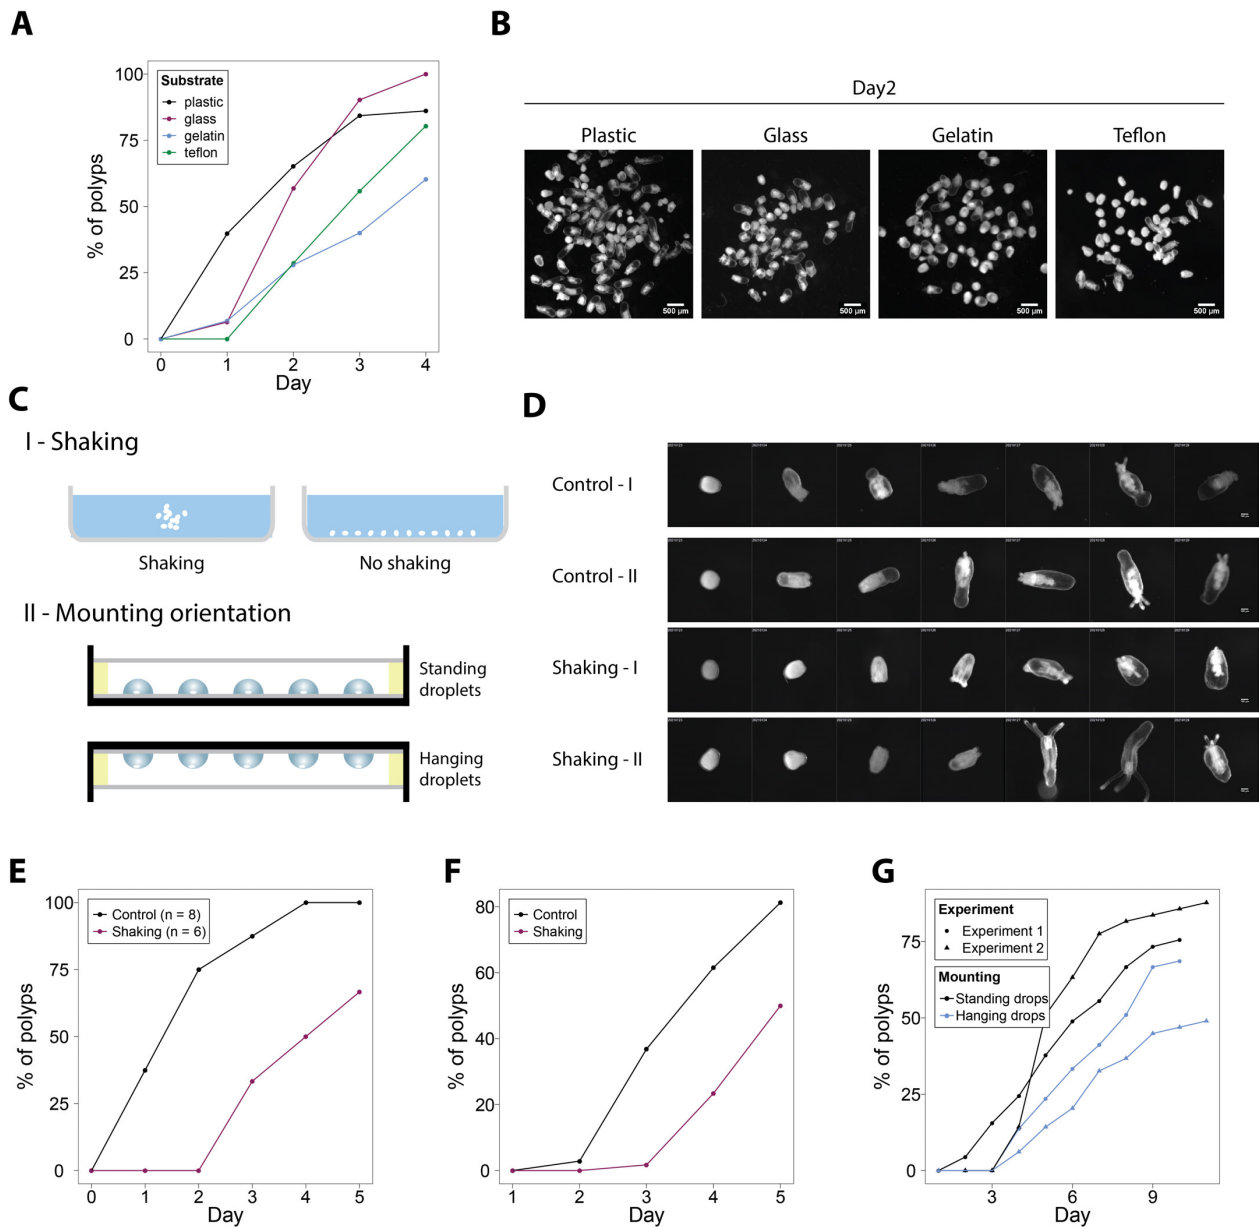 A
100
75
50
25
0
% of polyps
Substrate
plastic
glass
gelatin
teflon
0 1 2 3 4
Day
B
Day2
Plastic Glass Gelatin Teflon
500 µm 500 µm 500 µm 500 µm
C
I - Shaking
Shaking No shaking
II - Mounting orientation
Standing
droplets
Hanging
droplets
D
Control - I
Control - II
Shaking - I
Shaking - II
E
100
75
50
25
0
% of polyps
Control (n = 8)
Shaking (n = 6)
0 1 2 3 4 5
Day
F
80
60
40
20
0
% of polyps
Control
Shaking
1 2 3 4 5
Day
G
75
50
25
0
% of polyps
Experiment
Experiment 1
Experiment 2
Mounting
Standing drops
Hanging drops
3 6 9
Day